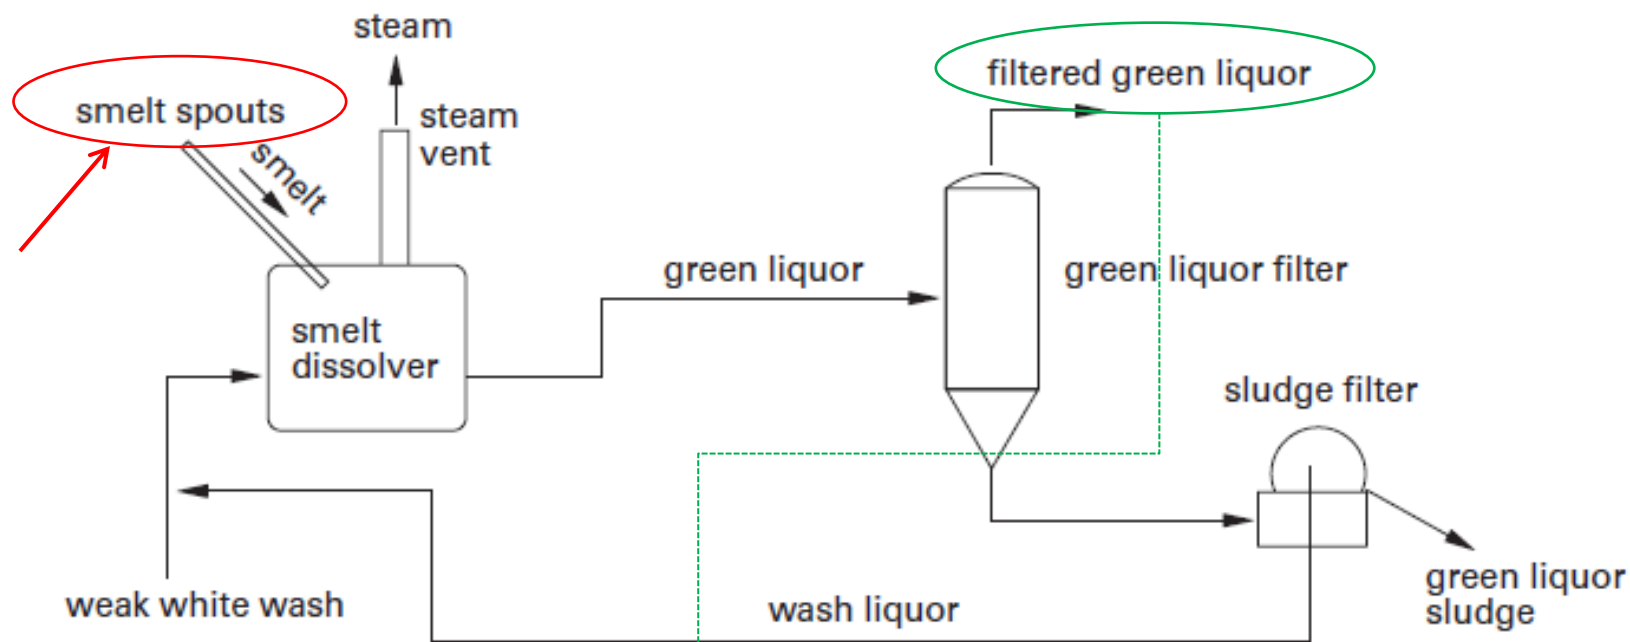 steam
smelt spouts
smelt
steam
vent
filtered green liquor
green liquor
green liquor filter
smelt
dissolver
sludge filter
weak white wash
wash liquor
green liquor
sludge